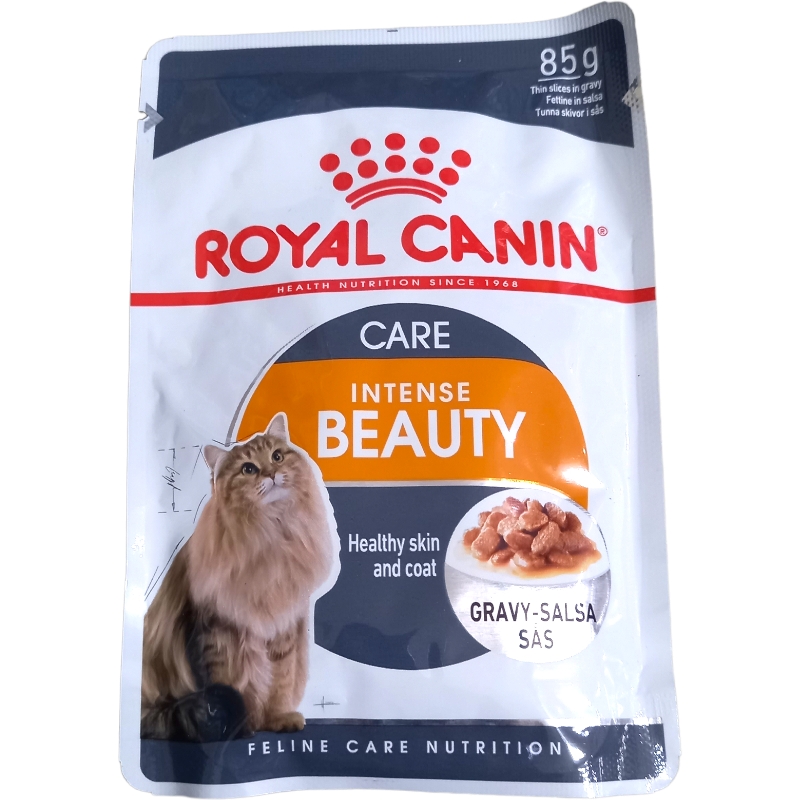 85g
Thin slices in gravy
Fettine in salsa
Tunna skivor i sås
ROYAL CANIN®
HEALTH NUTRITION SINCE 1968
CARE
INTENSE
BEAUTY
Healthy skin
and coat
GRAVY-SALSA
SÅS
FELINE CARE NUTRITION